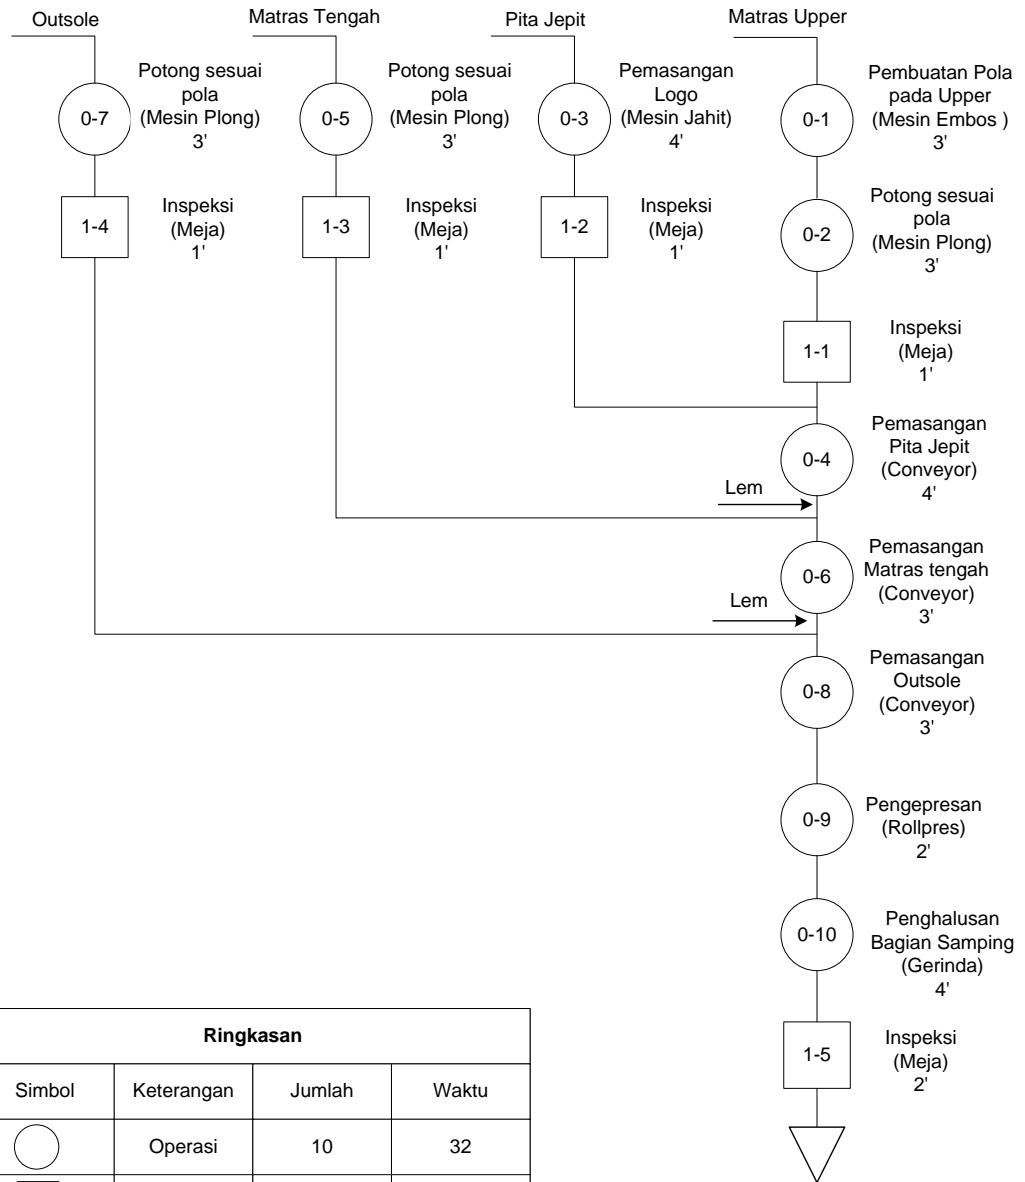 Outsole
Matras Tengah
Pita Jepit
Matras Upper
0-7
Potong sesuai
pola
(Mesin Plong)
3'
0-5
Potong sesuai
pola
(Mesin Plong)
3'
0-3
Pemasangan
Logo
(Mesin Jahit)
4'
0-1
Pembuatan Pola
pada Upper
(Mesin Embos )
3'
1-4
Inspeksi
(Meja)
1'
1-3
Inspeksi
(Meja)
1'
1-2
Inspeksi
(Meja)
1'
0-2
Potong sesuai
pola
(Mesin Plong)
3'
1-1
Inspeksi
(Meja)
1'
0-4
Pemasangan
Pita Jepit
(Conveyor)
4'
Lem
0-6
Pemasangan
Matras tengah
(Conveyor)
3'
Lem
0-8
Pemasangan
Outsole
(Conveyor)
3'
0-9
Pengepresan
(Rollpres)
2'
0-10
Penghalusan
Bagian Samping
(Gerinda)
4'
1-5
Inspeksi
(Meja)
2'
Ringkasan
Simbol Keterangan Jumlah Waktu
Operasi 10 32